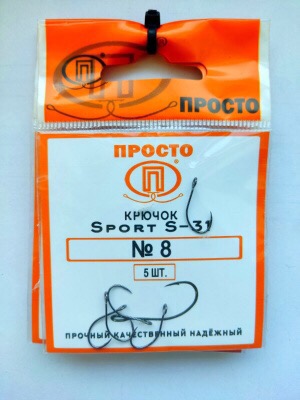 ПРОСТО
ПРОСТО
П
КРЮЧОК
SPORT S-31
№ 8
5 ШТ.
ПРОЧНЫЙ КАЧЕСТВЕННЫЙ НАДЁЖНЫЙ